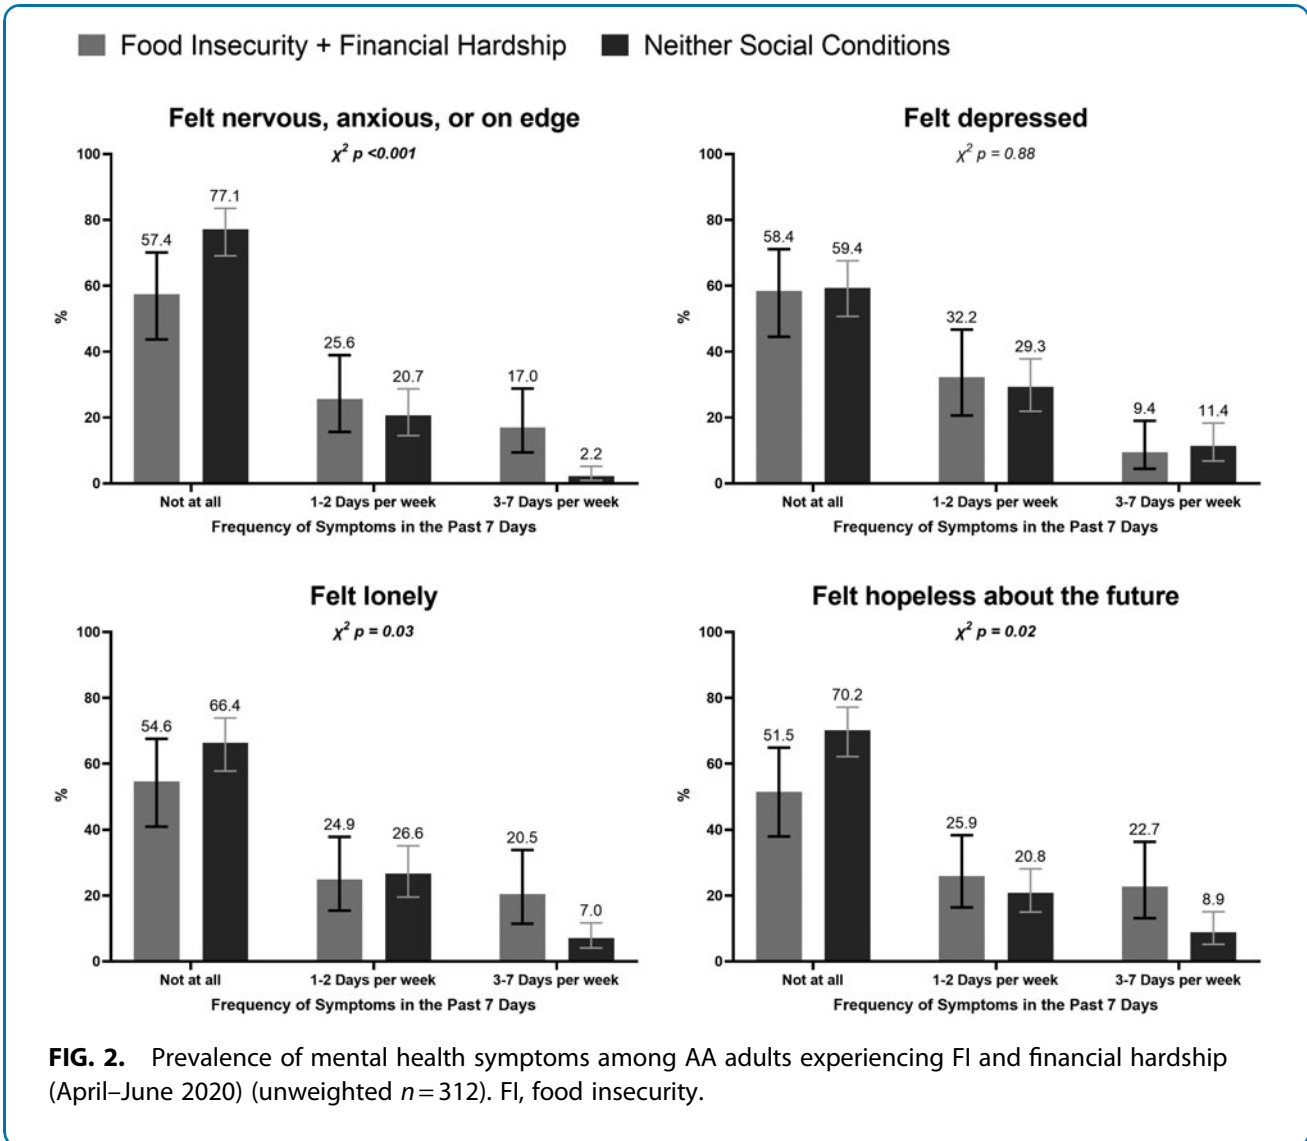 Food Insecurity + Financial Hardship Neither Social Conditions
Felt nervous, anxious, or on edge
χ² p <0.001
100
80
60
40
20
0
%
57.4
77.1
25.6
20.7
17.0
2.2
Not at all 1-2 Days per week 3-7 Days per week
Frequency of Symptoms in the Past 7 Days
Felt depressed
χ² p = 0.88
100
80
60
40
20
0
%
58.4
59.4
32.2
29.3
9.4
11.4
Not at all 1-2 Days per week 3-7 Days per week
Frequency of Symptoms in the Past 7 Days
Felt lonely
χ² p = 0.03
100
80
60
40
20
0
%
54.6
66.4
24.9
26.6
20.5
7.0
Not at all 1-2 Days per week 3-7 Days per week
Frequency of Symptoms in the Past 7 Days
Felt hopeless about the future
χ² p = 0.02
100
80
60
40
20
0
%
51.5
70.2
25.9
20.8
22.7
8.9
Not at all 1-2 Days per week 3-7 Days per week
Frequency of Symptoms in the Past 7 Days
FIG. 2. Prevalence of mental health symptoms among AA adults experiencing FI and financial hardship
(April–June 2020) (unweighted n = 312). FI, food insecurity.